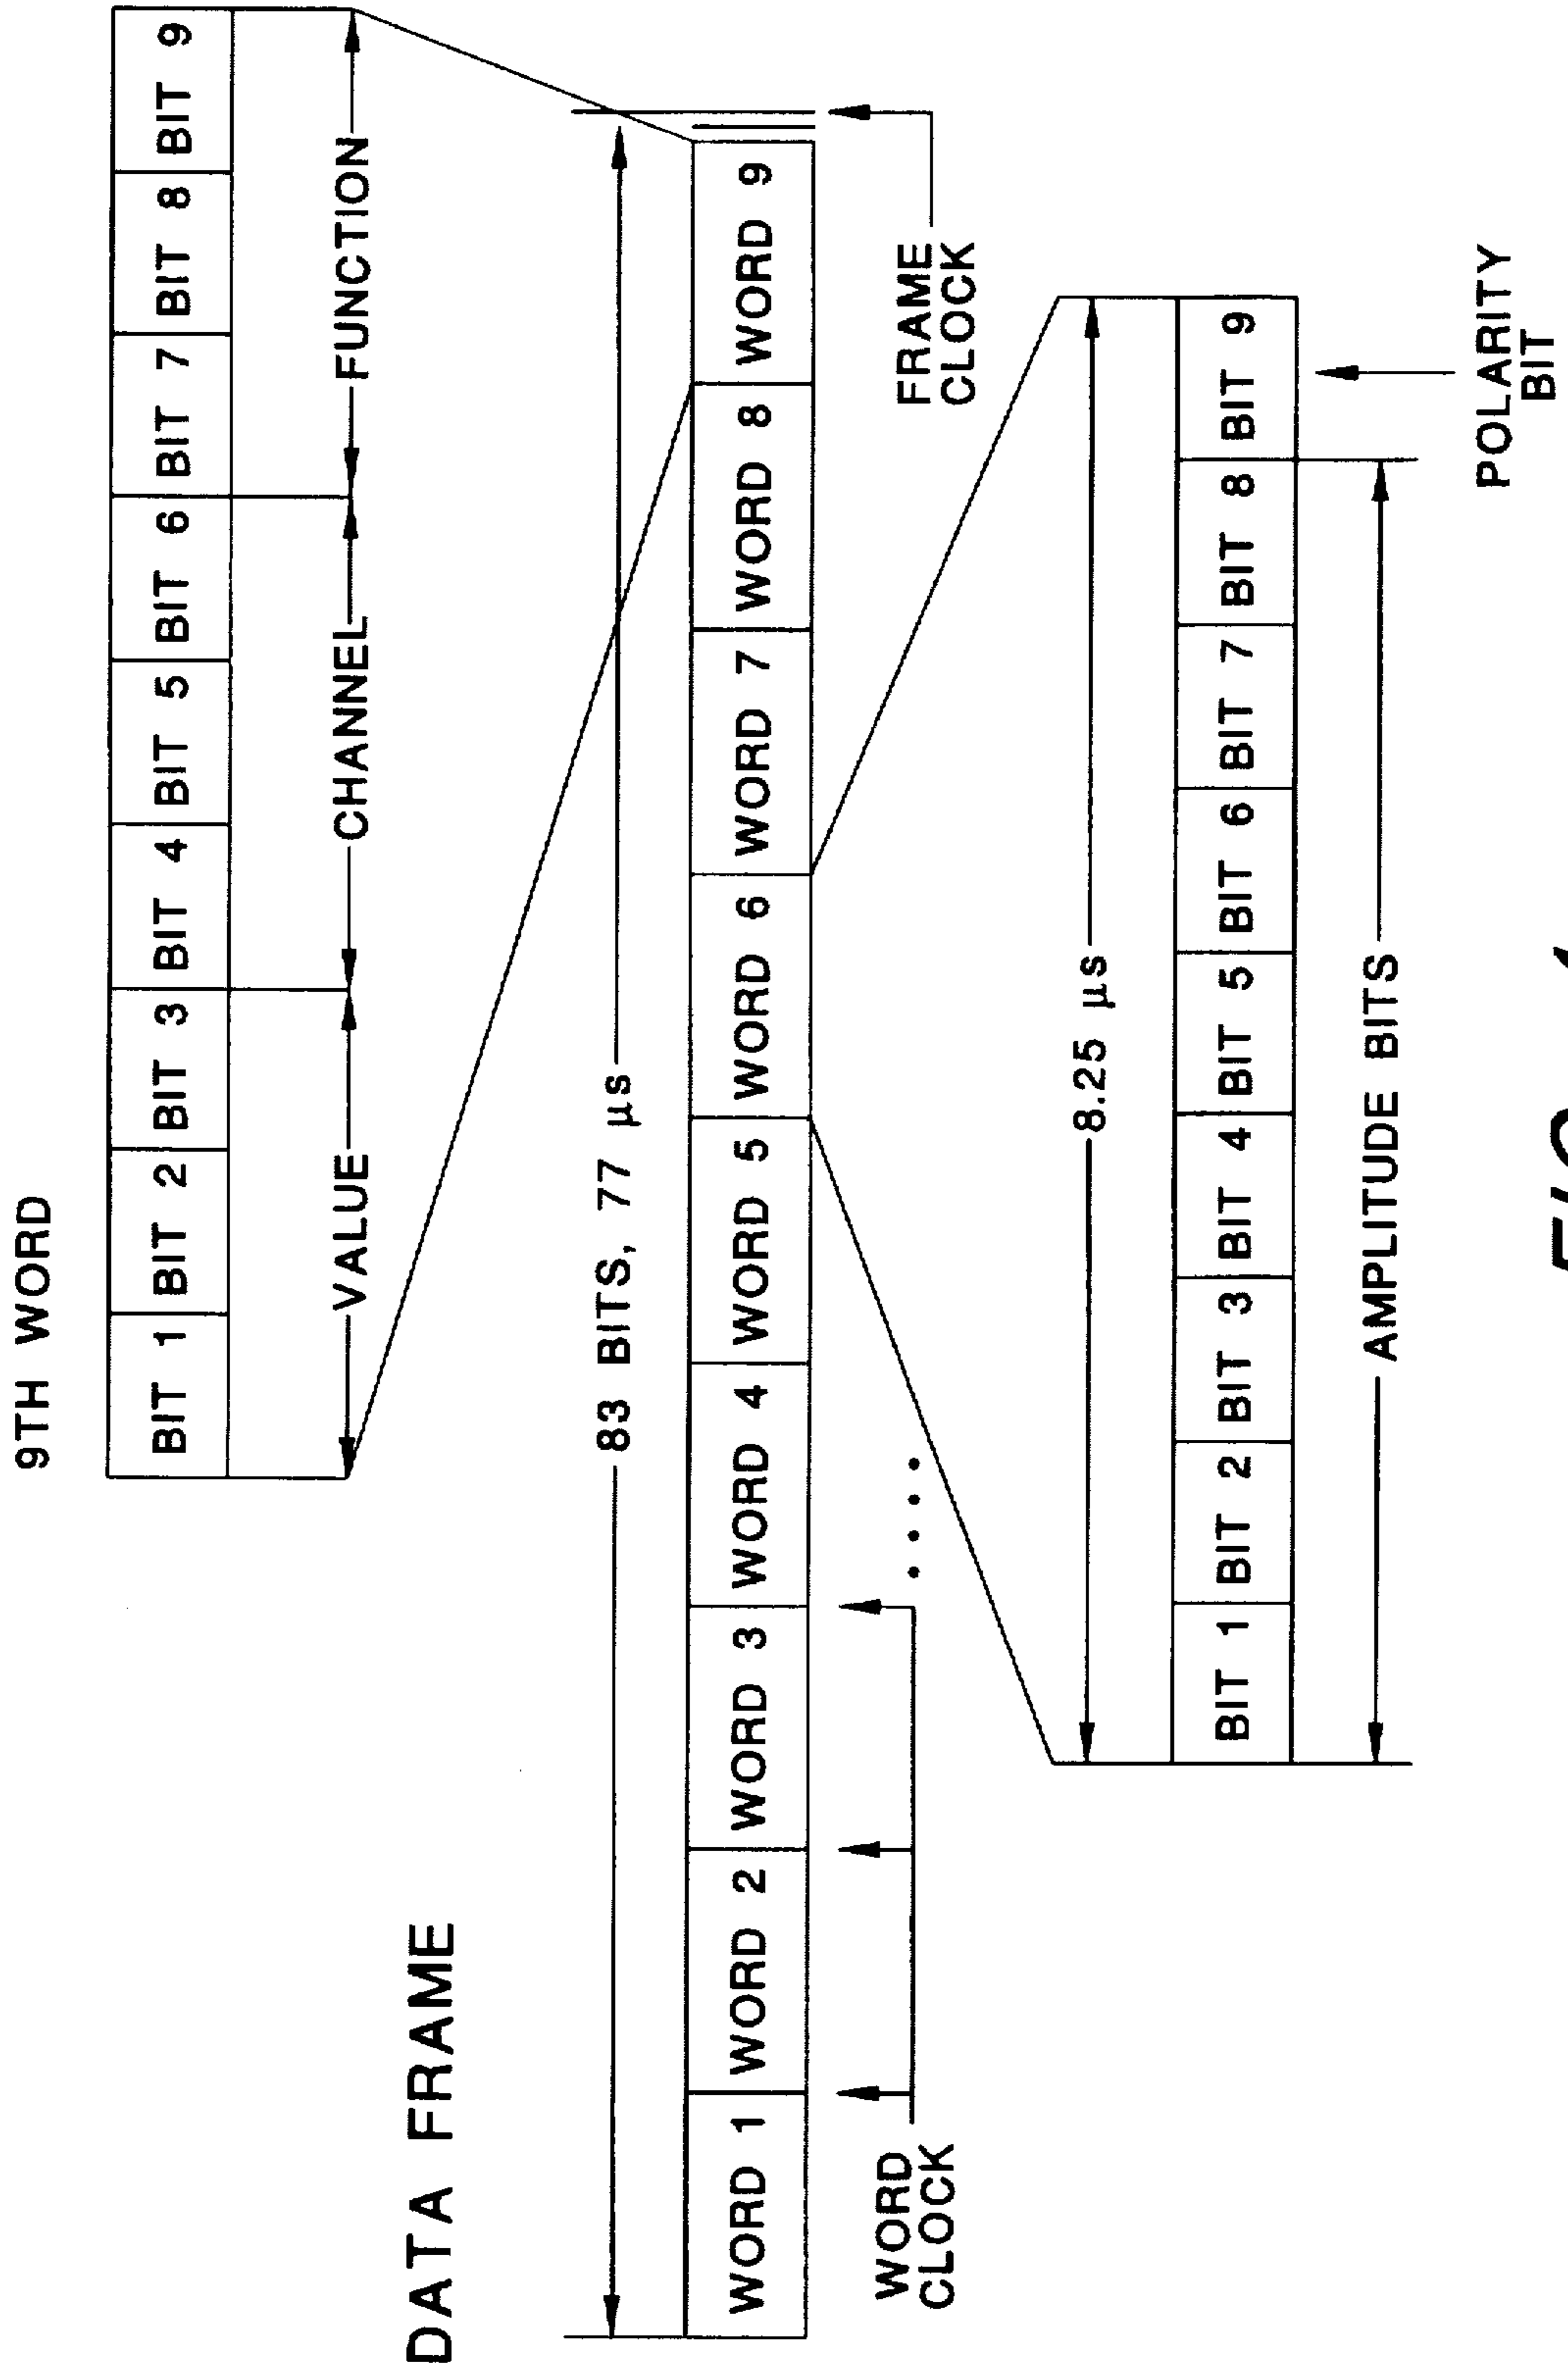 9TH WORD
BIT 1 BIT 2 BIT 3 BIT 4 BIT 5 BIT 6 BIT 7 BIT 8 BIT 9
VALUE CHANNEL FUNCTION
DATA FRAME
83 BITS, 77 µs
WORD 1 WORD 2 WORD 3 WORD 4 WORD 5 WORD 6 WORD 7 WORD 8 WORD 9
WORD
CLOCK
FRAME
CLOCK
8.25 µs
BIT 1 BIT 2 BIT 3 BIT 4 BIT 5 BIT 6 BIT 7 BIT 8 BIT 9
AMPLITUDE BITS
POLARITY
BIT